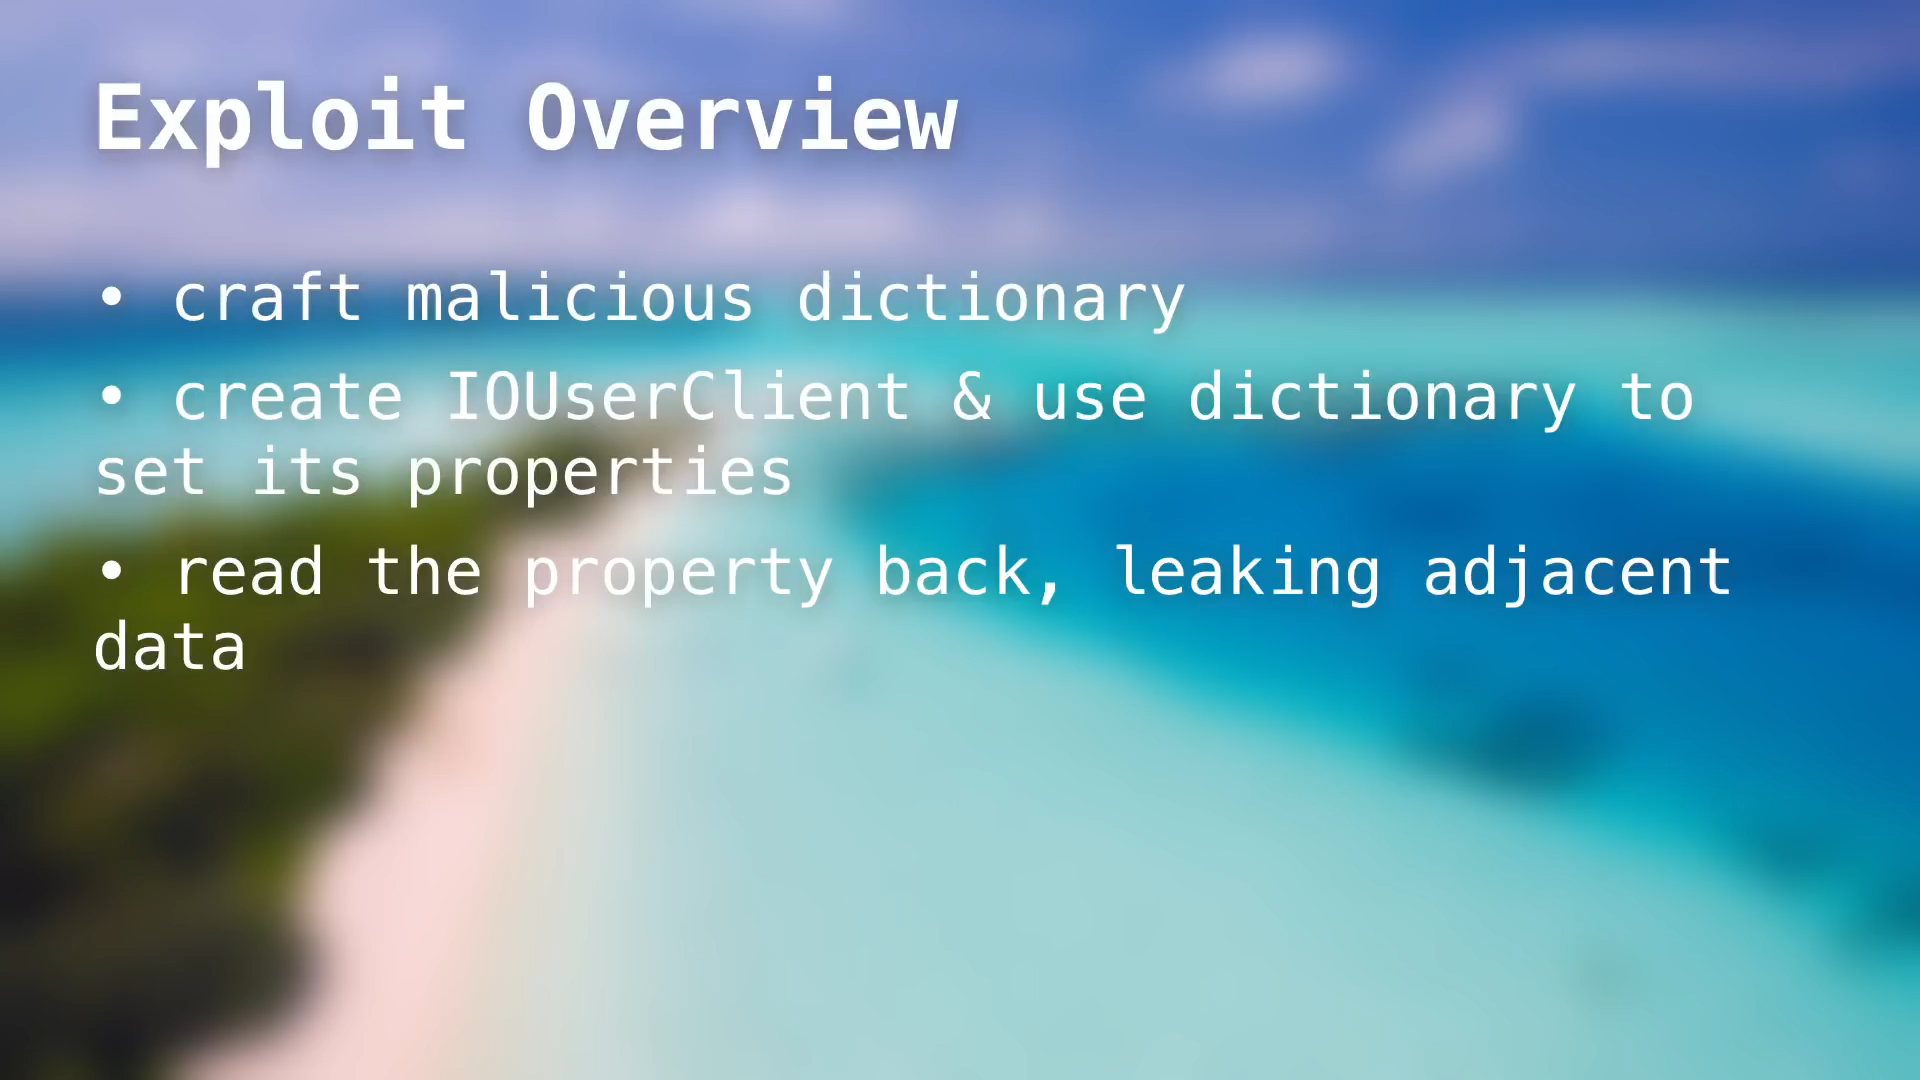 Exploit Overview
• craft malicious dictionary
• create IOUserClient & use dictionary to
set its properties
• read the property back, leaking adjacent
data